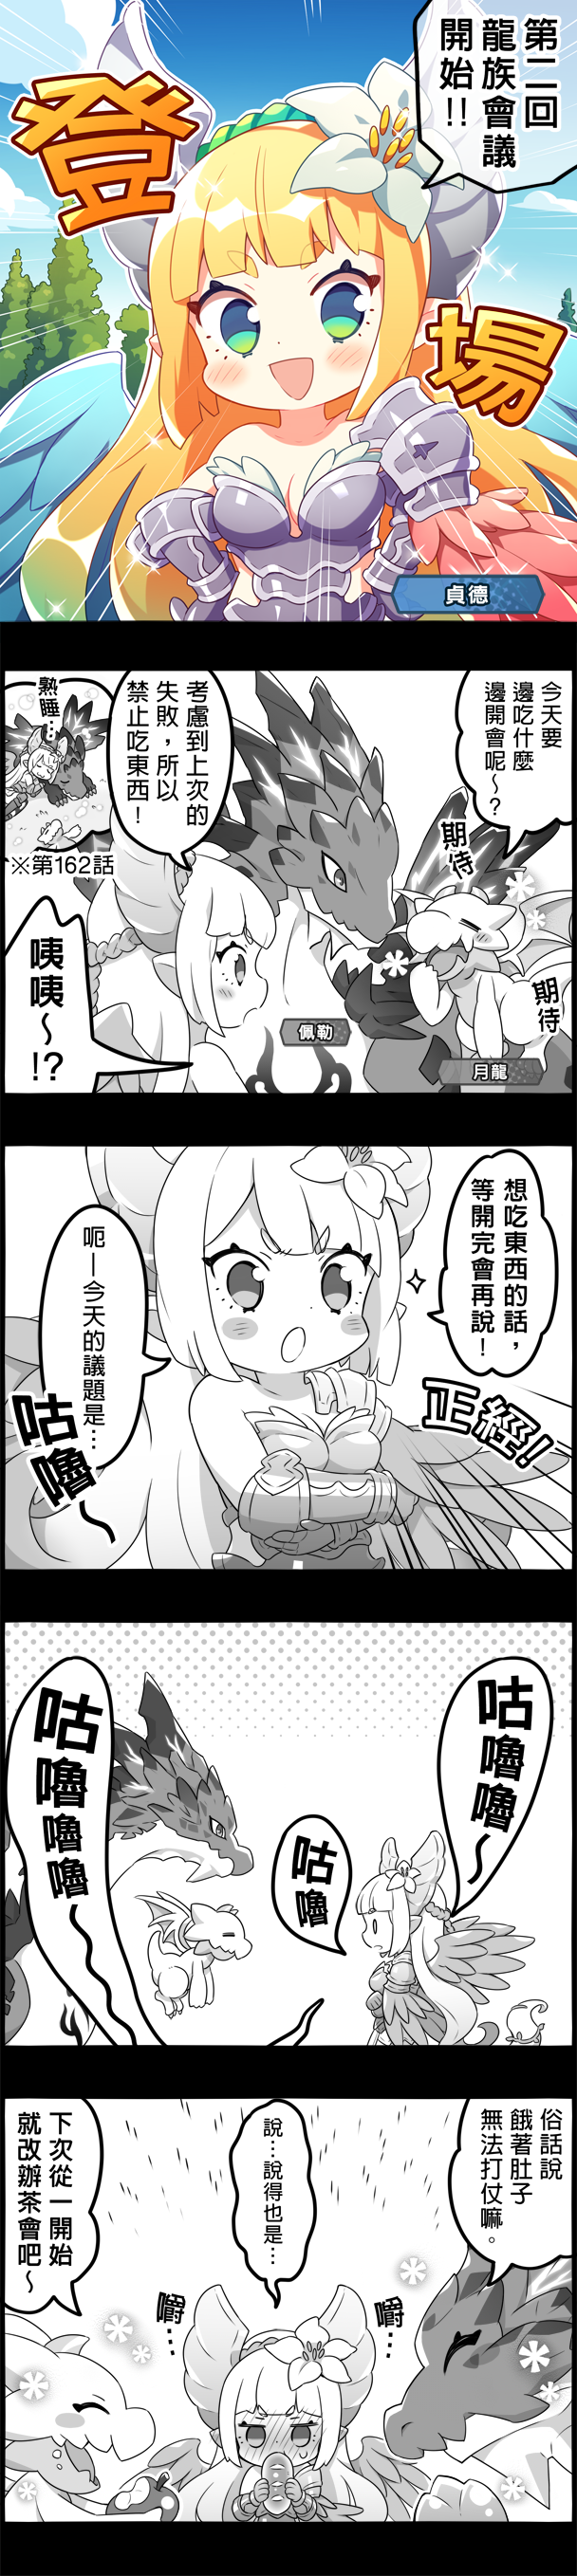 第二回
龍族會議
開始!!
登
場
貞德
今天要
邊吃什麼
邊開會呢～?
期待
期待
月龍
考慮到上次的
失敗，所以
禁止吃東西！
佩勒
熟睡…
※第162話
咦咦～!?
想吃東西的話，
等開完會再說！
正經!
呃ー今天的議題是…
咕嚕～
咕嚕嚕～
咕嚕
咕嚕嚕嚕～
俗話說
餓著肚子
無法打仗嘛。
說…說得也是…
嚼…
嚼…
下次從一開始
就改辦茶會吧～